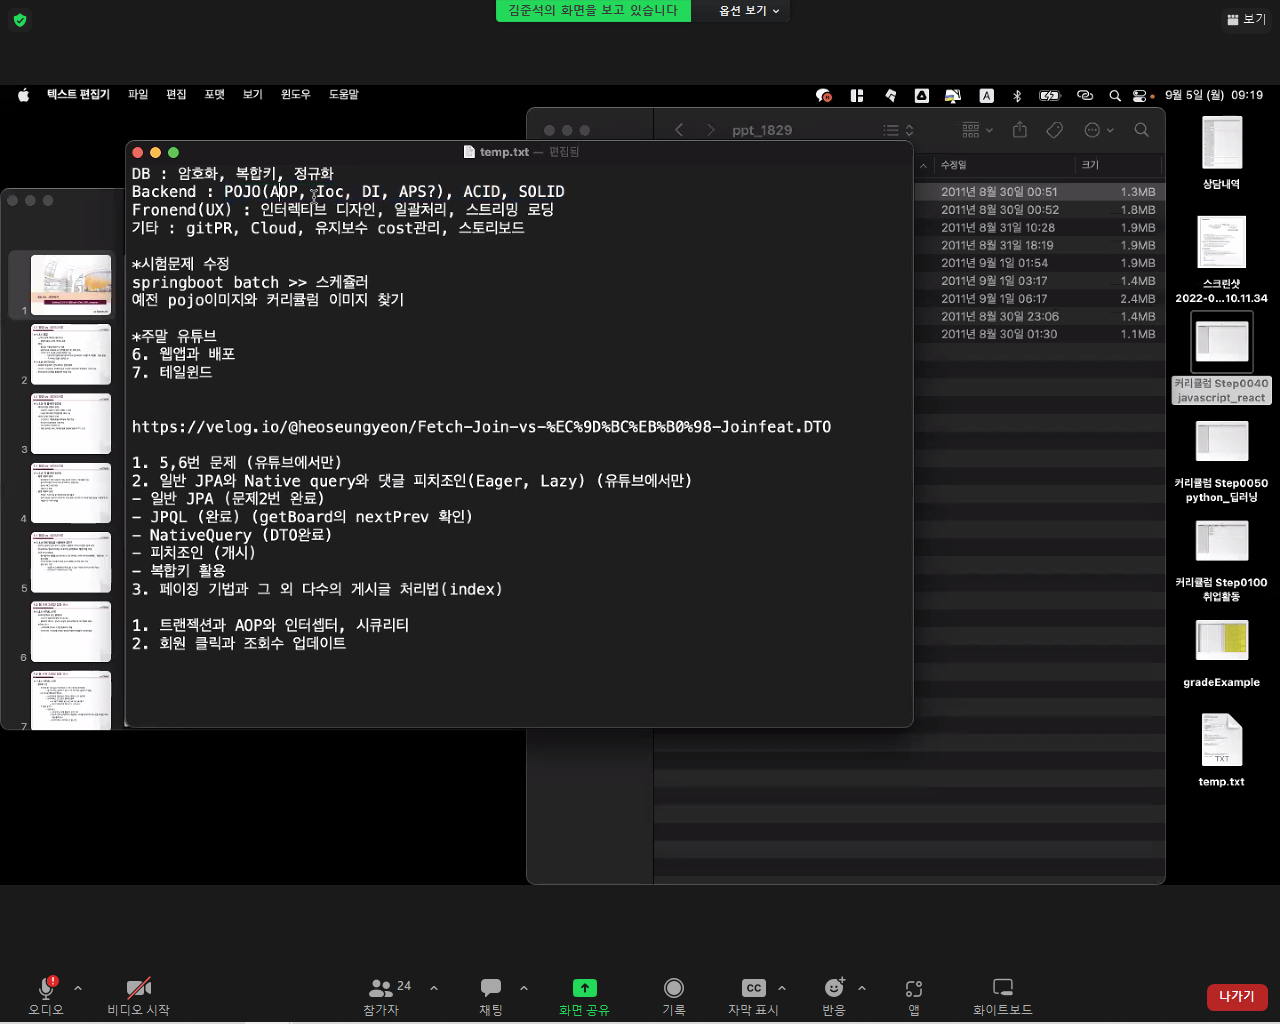 김준석의 화면을 보고 있습니다
옵션 보기
보기
텍스트 편집기 파일 편집 포맷 보기 윈도우 도움말
A
9월 5일 (월) 09:19
ppt_1829
수정일 크기
2011년 8월 30일 00:51 1.3MB
2011년 8월 30일 00:52 1.8MB
2011년 8월 31일 10:28 1.9MB
2011년 8월 31일 18:19 1.9MB
2011년 9월 1일 01:54 1.9MB
2011년 9월 1일 03:17 1.4MB
2011년 9월 1일 06:17 2.4MB
2011년 8월 30일 23:06 1.4MB
2011년 8월 30일 01:30 1.1MB
temp.txt — 편집됨
DB : 암호화, 복합키, 정규화
Backend : POJO(AOP, Ioc, DI, APS?), ACID, SOLID
Fronend(UX) : 인터렉티브 디자인, 일괄처리, 스트리밍 로딩
기타 : gitPR, Cloud, 유지보수 cost관리, 스토리보드
*시험문제 수정
springboot batch >> 스케쥴러
예전 pojo이미지와 커리큘럼 이미지 찾기
*주말 유튜브
6. 웹앱과 배포
7. 테일윈드
https://velog.io/@heoseungyeon/Fetch-Join-vs-%EC%9D%BC%EB%B0%98-Joinfeat.DTO
1. 5,6번 문제 (유튜브에서만)
2. 일반 JPA와 Native query와 댓글 피치조인(Eager, Lazy) (유튜브에서만)
- 일반 JPA (문제2번 완료)
- JPQL (완료) (getBoard의 nextPrev 확인)
- NativeQuery (DTO완료)
- 피치조인 (개시)
- 복합키 활용
3. 페이징 기법과 그 외 다수의 게시글 처리법(index)
1. 트랜젝션과 AOP와 인터셉터, 시큐리티
2. 회원 클릭과 조회수 업데이트
1
2
3
4
5
6
7
상담내역
스크린샷
2022-0...10.11.34
커리큘럼 Step0040
javascript_react
커리큘럼 Step0050
python_딥러닝
커리큘럼 Step0100
취업활동
gradeExample
TXT
temp.txt
오디오
비디오 시작
24
참가자
채팅
화면 공유
기록
CC
자막 표시
반응
앱
화이트보드
나가기